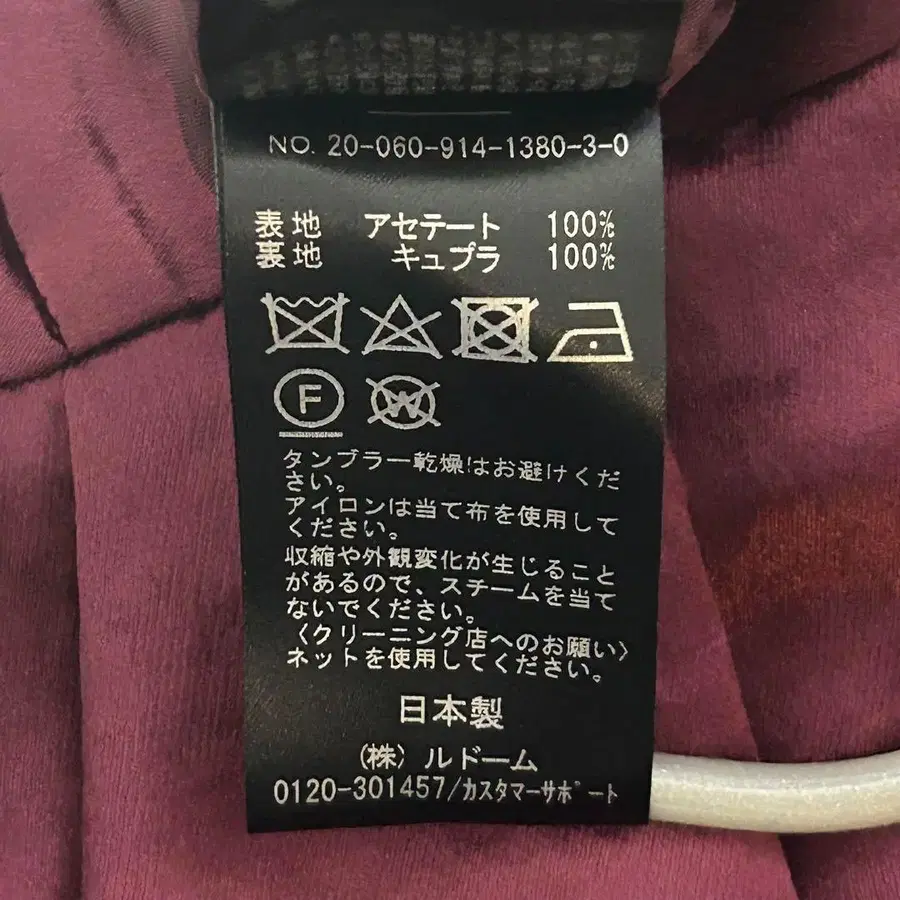 NO. 20-060-914-1380-3-0
表地 アセテート 100%
裏地 キュプラ 100%
F
W
タンブラー乾燥はお避けくだ
さい。
アイロンは当て布を使用して
ください。
収縮や外観変化が生じること
があるので、スチームを当て
ないでください。
〈クリーニング店へのお願い〉
ネットを使用してください。
日本製
(株)ルドーム
0120-301457/カスタマーサポート